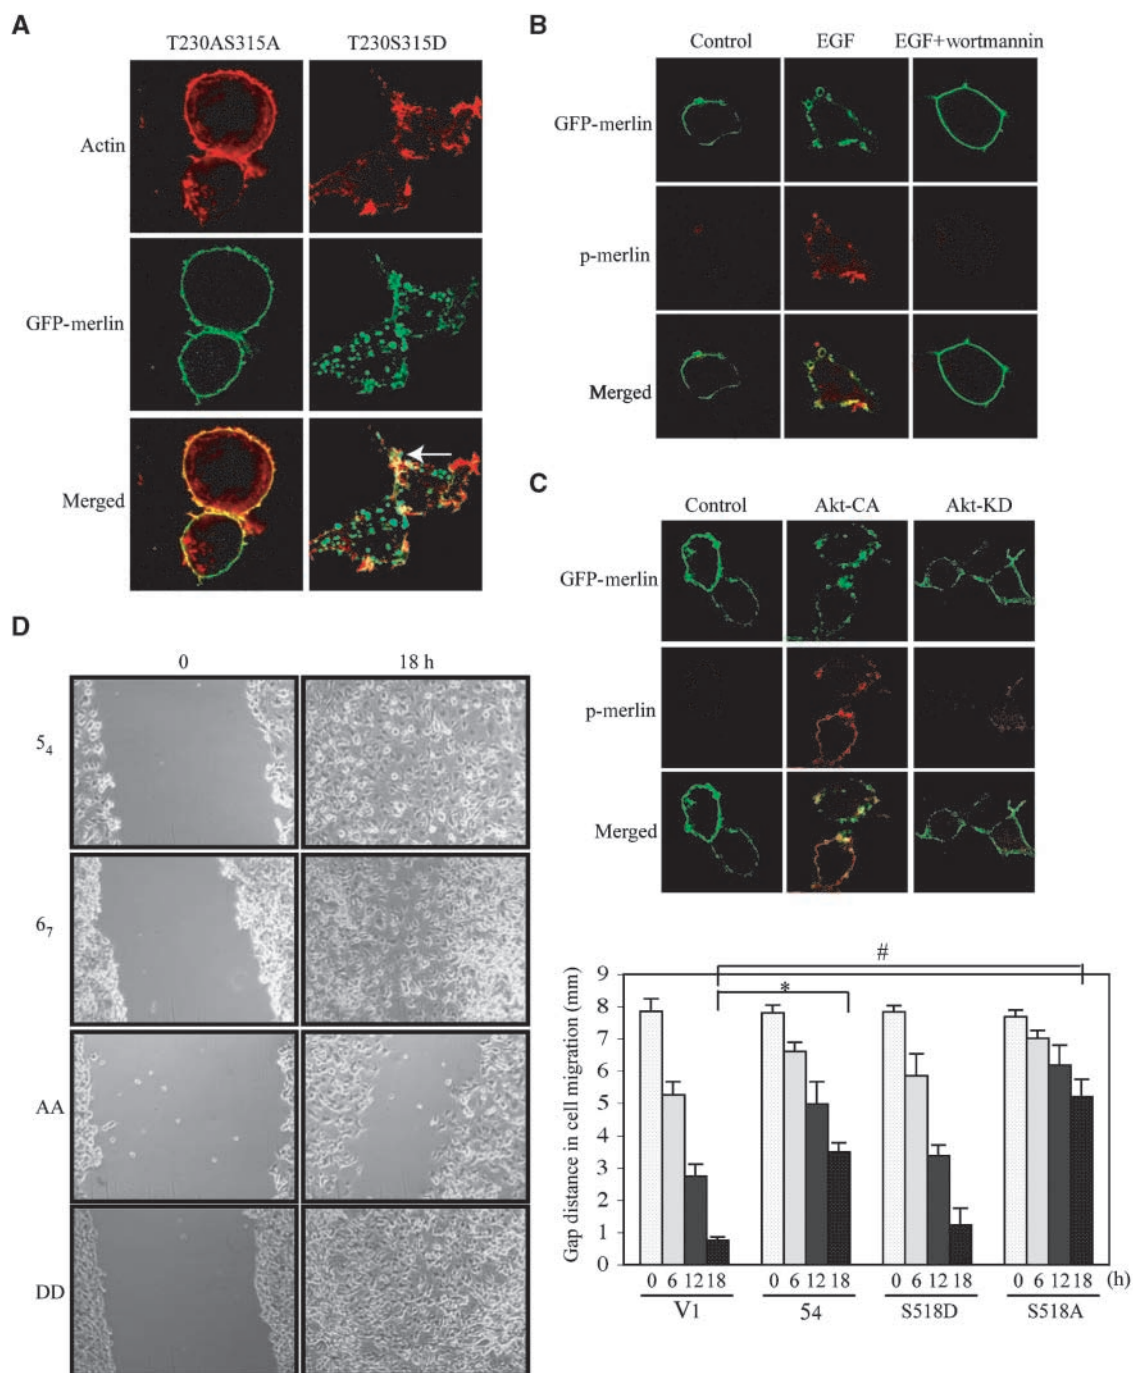 A
T230AS315A T230S315D
Actin
GFP-merlin
Merged
B
Control EGF EGF+wortmannin
GFP-merlin
p-merlin
Merged
C
Control Akt-CA Akt-KD
GFP-merlin
p-merlin
Merged
D
0 18 h
5₄
6₇
AA
DD
#
*
Gap distance in cell migration (mm)
9
8
7
6
5
4
3
2
1
0
0 6 12 18 0 6 12 18 0 6 12 18 0 6 12 18 (h)
V1 54 S518D S518A